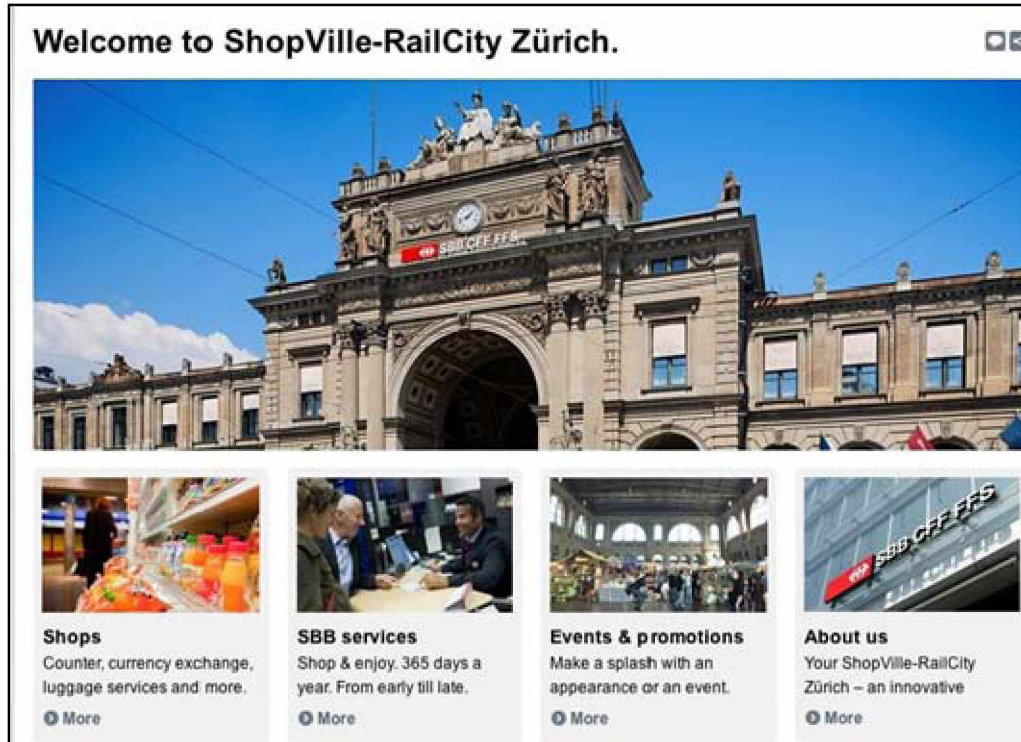 Welcome to ShopVille-RailCity Zürich.
SBB CFF FFS
SBB CFF FFS
Shops
Counter, currency exchange,
luggage services and more.
More
SBB services
Shop & enjoy. 365 days a
year. From early till late.
More
Events & promotions
Make a splash with an
appearance or an event.
More
About us
Your ShopVille-RailCity
Zürich – an innovative
More